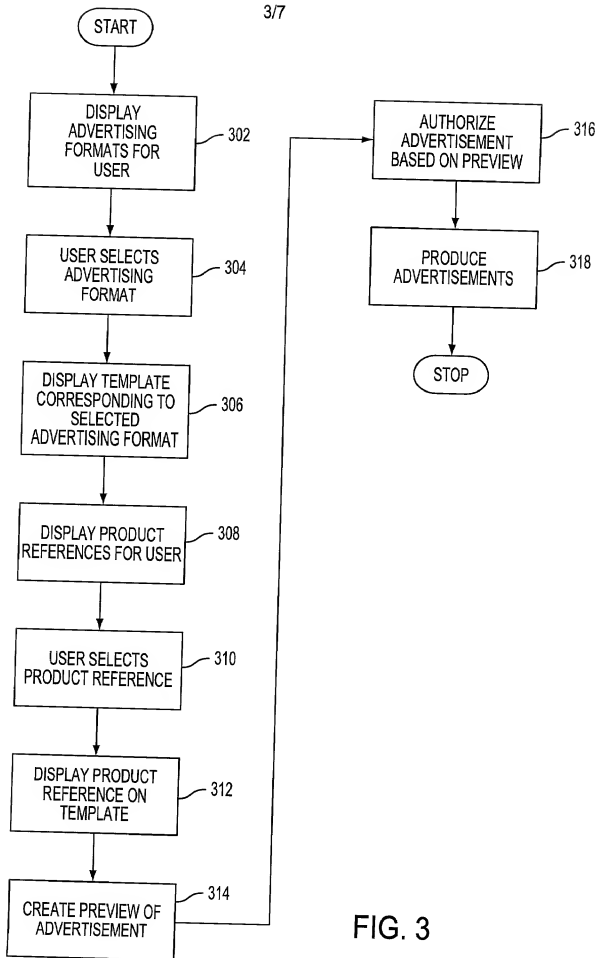 3/7
START
DISPLAY
ADVERTISING
FORMATS FOR
USER
302
USER SELECTS
ADVERTISING
FORMAT
304
DISPLAY TEMPLATE
CORRESPONDING TO
SELECTED
ADVERTISING FORMAT
306
DISPLAY PRODUCT
REFERENCES FOR USER
308
USER SELECTS
PRODUCT REFERENCE
310
DISPLAY PRODUCT
REFERENCE ON
TEMPLATE
312
CREATE PREVIEW OF
ADVERTISEMENT
314
AUTHORIZE
ADVERTISEMENT
BASED ON PREVIEW
316
PRODUCE
ADVERTISEMENTS
318
STOP
FIG. 3